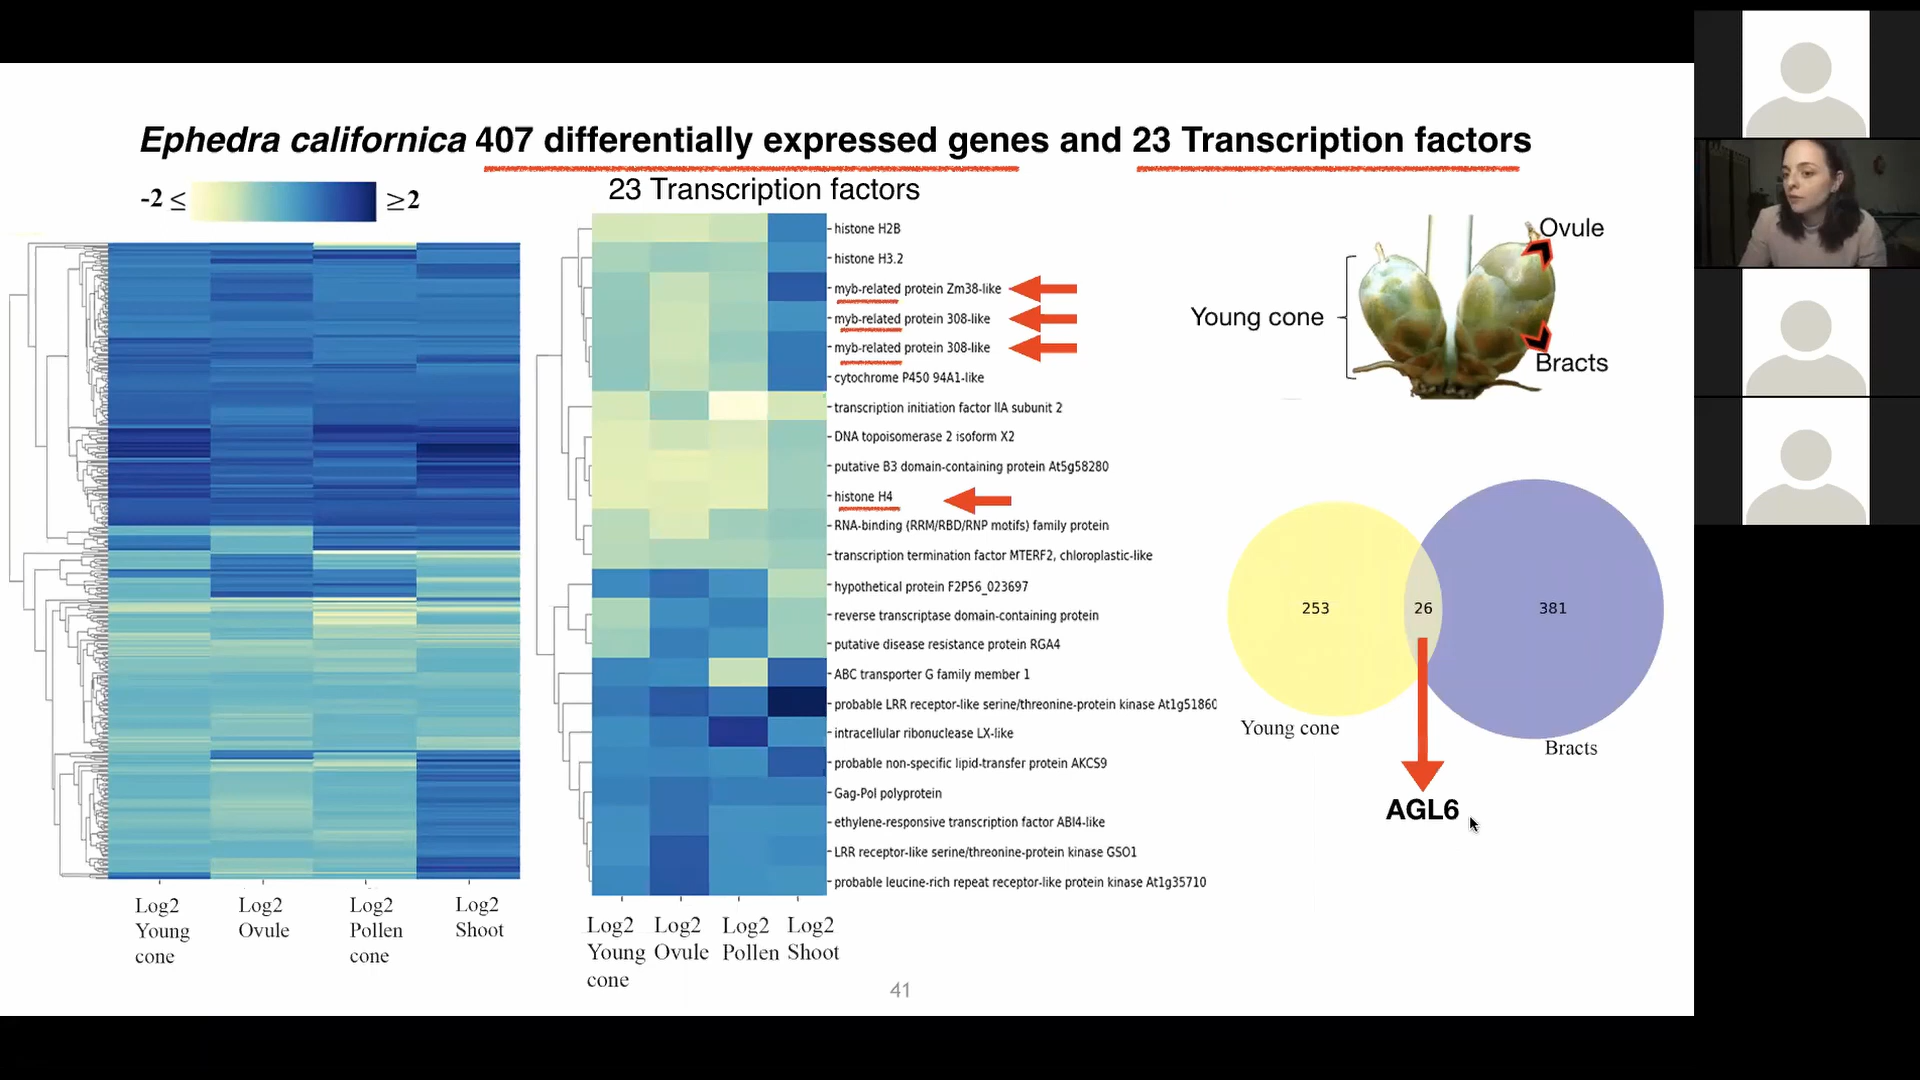 Ephedra californica 407 differentially expressed genes and 23 Transcription factors
-2 ≤
≥2
23 Transcription factors
histone H2B
histone H3.2
myb-related protein Zm38-like
myb-related protein 308-like
myb-related protein 308-like
cytochrome P450 94A1-like
transcription initiation factor IIA subunit 2
DNA topoisomerase 2 isoform X2
putative B3 domain-containing protein At5g58280
histone H4
RNA-binding (RRM/RBD/RNP motifs) family protein
transcription termination factor MTERF2, chloroplastic-like
hypothetical protein F2P56_023697
reverse transcriptase domain-containing protein
putative disease resistance protein RGA4
ABC transporter G family member 1
probable LRR receptor-like serine/threonine-protein kinase At1g5186
intracellular ribonuclease LX-like
probable non-specific lipid-transfer protein AKCS9
Gag-Pol polyprotein
ethylene-responsive transcription factor ABI4-like
LRR receptor-like serine/threonine-protein kinase GSO1
probable leucine-rich repeat receptor-like protein kinase At1g35710
Log2
Young
cone
Log2
Ovule
Log2
Pollen
cone
Log2
Shoot
Log2
Young
cone
Log2
Ovule
Log2
Pollen
Log2
Shoot
Ovule
Young cone
Bracts
253
26
381
Young cone
Bracts
AGL6
41